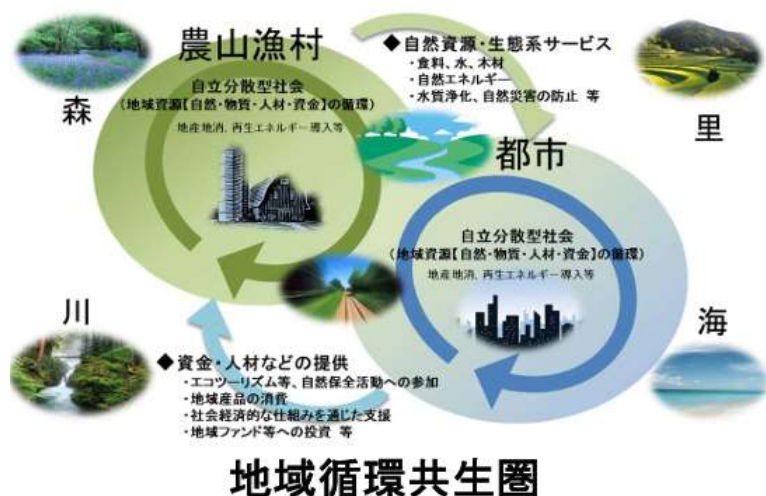 農山漁村
◆自然資源・生態系サービス
・食料、水、木材
・自然エネルギー
・水質浄化、自然災害の防止 等
自立分散型社会
(地域資源【自然・物質・人材・資金】の循環)
地産地消、再生エネルギー導入等
森
里
都市
自立分散型社会
(地域資源【自然・物質・人材・資金】の循環)
地産地消、再生エネルギー導入等
川
海
◆資金・人材などの提供
・エコツーリズム等、自然保全活動への参加
・地域産品の消費
・社会経済的な仕組みを通じた支援
・地域ファンド等への投資 等
地域循環共生圏